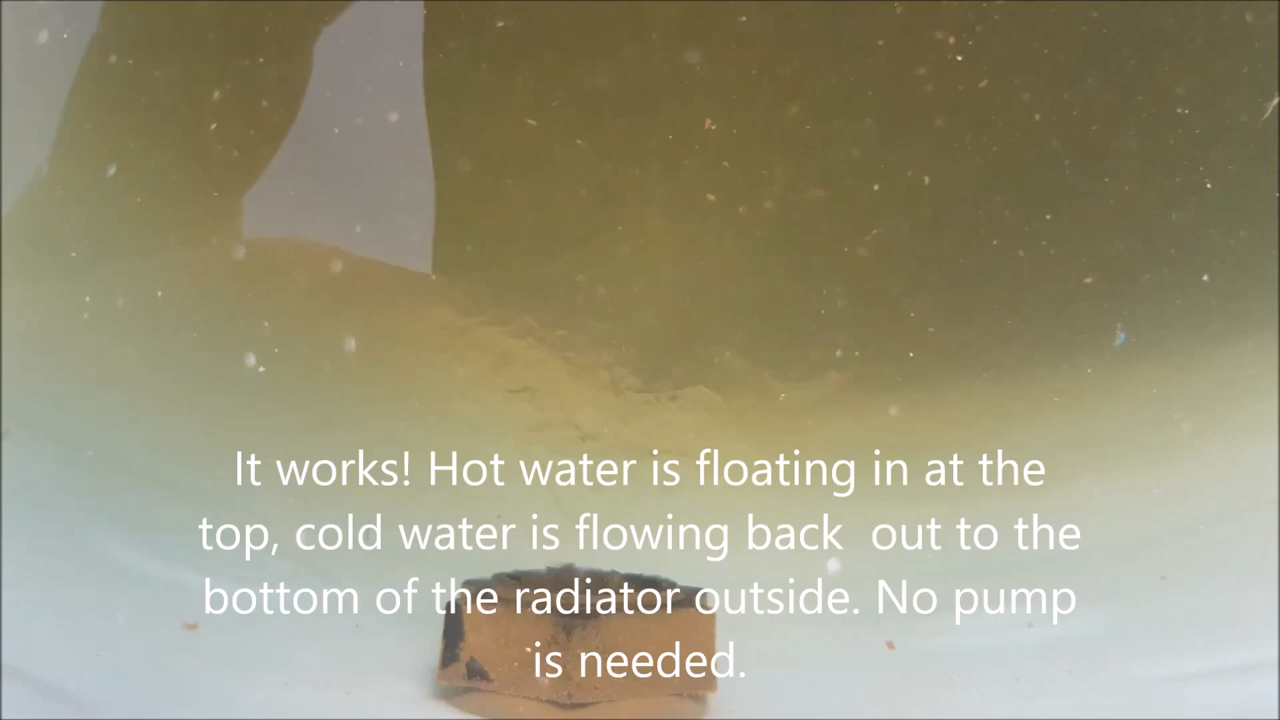 It works! Hot water is floating in at the
top, cold water is flowing back  out to the
bottom of the radiator outside. No pump
is needed.